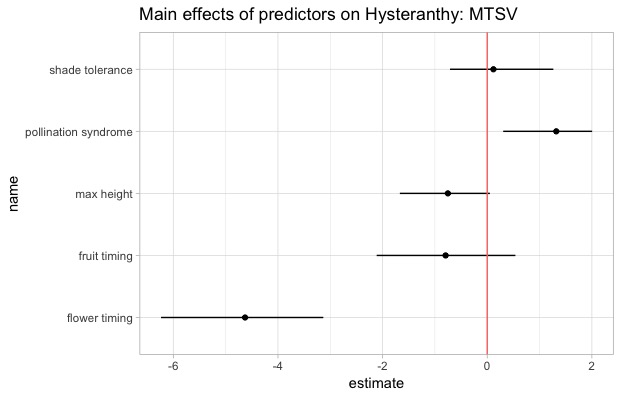 Main effects of predictors on Hysteranthy: MTSV
shade tolerance
pollination syndrome
max height
fruit timing
flower timing
name
-6 -4 -2 0 2
estimate